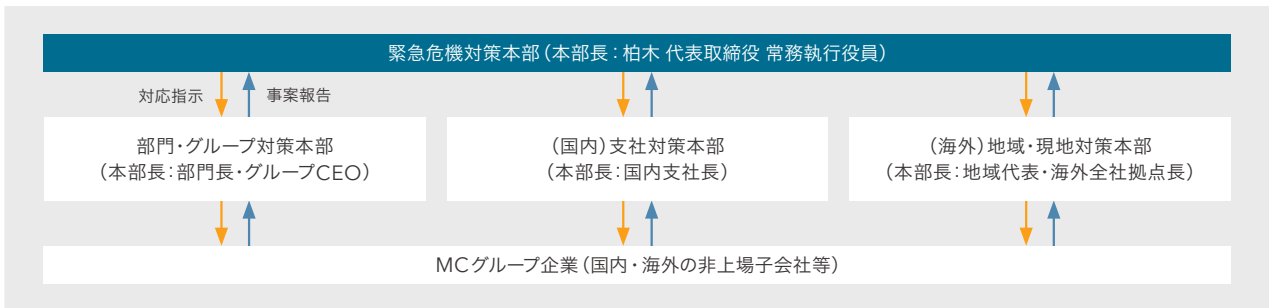 緊急危機対策本部(本部長:柏木 代表取締役 常務執行役員)
対応指示
事案報告
部門・グループ対策本部
(本部長:部門長・グループCEO)
(国内)支社対策本部
(本部長:国内支社長)
(海外)地域・現地対策本部
(本部長:地域代表・海外全社拠点長)
MCグループ企業(国内・海外の非上場子会社等)